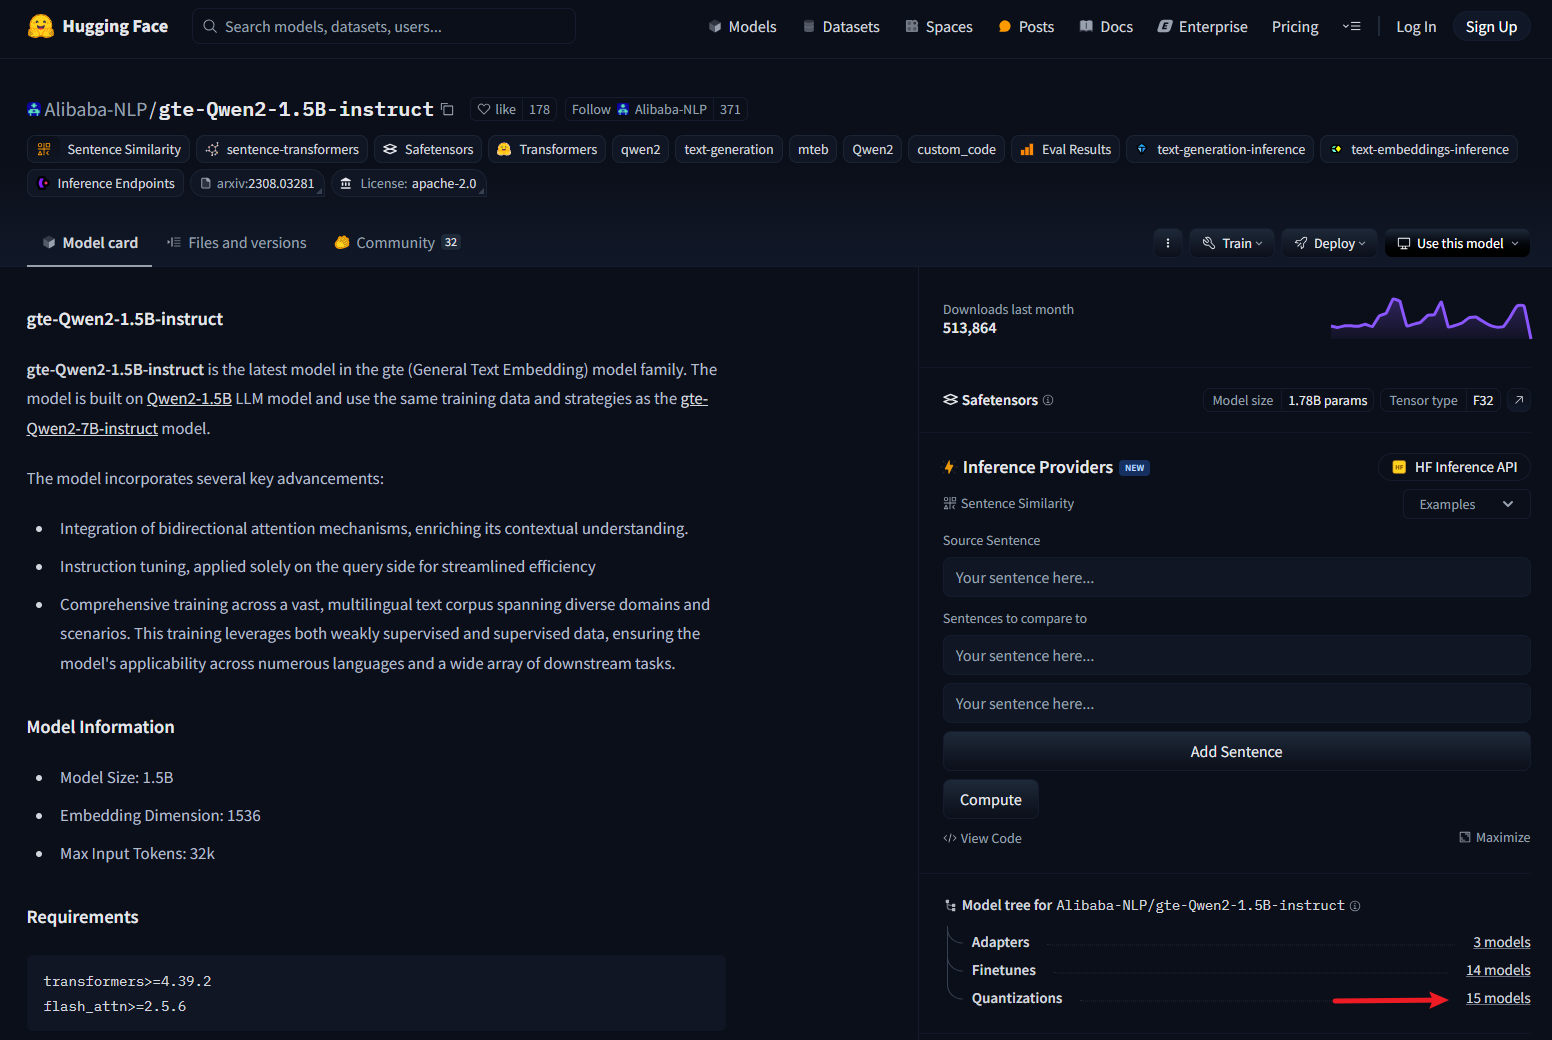 Hugging Face
Search models, datasets, users...
Models
Datasets
Spaces
Posts
Docs
Enterprise
Pricing
Log In
Sign Up
Alibaba-NLP/gte-Qwen2-1.5B-instruct
like 178
Follow Alibaba-NLP 371
Sentence Similarity
sentence-transformers
Safetensors
Transformers
qwen2
text-generation
mteb
Qwen2
custom_code
Eval Results
text-generation-inference
text-embeddings-inference
Inference Endpoints
arxiv:2308.03281
License: apache-2.0
Model card
Files and versions
Community 32
Train
Deploy
Use this model
gte-Qwen2-1.5B-instruct
gte-Qwen2-1.5B-instruct is the latest model in the gte (General Text Embedding) model family. The
model is built on Qwen2-1.5B LLM model and use the same training data and strategies as the gte-
Qwen2-7B-instruct model.
The model incorporates several key advancements:
Integration of bidirectional attention mechanisms, enriching its contextual understanding.
Instruction tuning, applied solely on the query side for streamlined efficiency
Comprehensive training across a vast, multilingual text corpus spanning diverse domains and
scenarios. This training leverages both weakly supervised and supervised data, ensuring the
model's applicability across numerous languages and a wide array of downstream tasks.
Model Information
Model Size: 1.5B
Embedding Dimension: 1536
Max Input Tokens: 32k
Requirements
transformers>=4.39.2
flash_attn>=2.5.6
Downloads last month
513,864
Safetensors
Model size 1.78B params
Tensor type F32
Inference Providers NEW
HF Inference API
Sentence Similarity
Examples
Source Sentence
Your sentence here...
Sentences to compare to
Your sentence here...
Your sentence here...
Add Sentence
Compute
</> View Code
Maximize
Model tree for Alibaba-NLP/gte-Qwen2-1.5B-instruct
Adapters 3 models
Finetunes 14 models
Quantizations 15 models